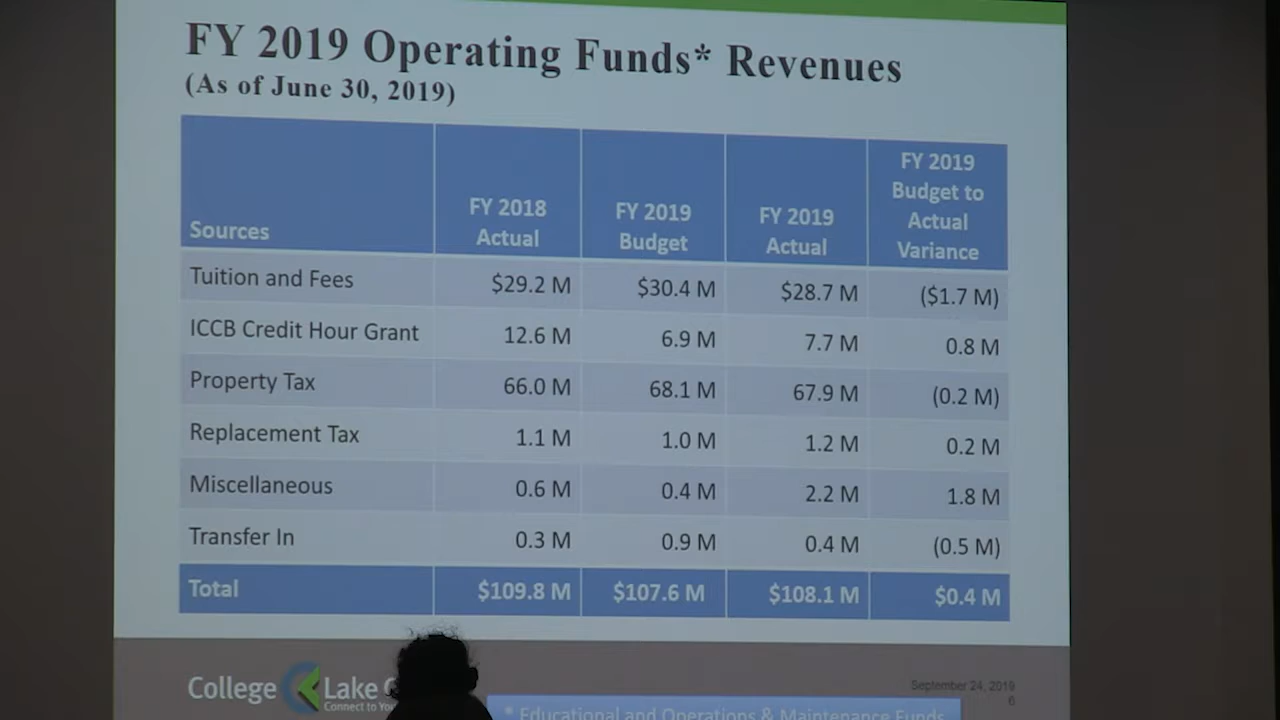 FY 2019 Operating Funds* Revenues
(As of June 30, 2019)
Sources FY 2018 Actual FY 2019 Budget FY 2019 Actual FY 2019 Budget to Actual Variance
Tuition and Fees $29.2 M $30.4 M $28.7 M ($1.7 M)
ICCB Credit Hour Grant 12.6 M 6.9 M 7.7 M 0.8 M
Property Tax 66.0 M 68.1 M 67.9 M (0.2 M)
Replacement Tax 1.1 M 1.0 M 1.2 M 0.2 M
Miscellaneous 0.6 M 0.4 M 2.2 M 1.8 M
Transfer In 0.3 M 0.9 M 0.4 M (0.5 M)
Total $109.8 M $107.6 M $108.1 M $0.4 M
College Lake
Connect to
September 24, 2019
6
* Educational and Operations & Maintenance Funds